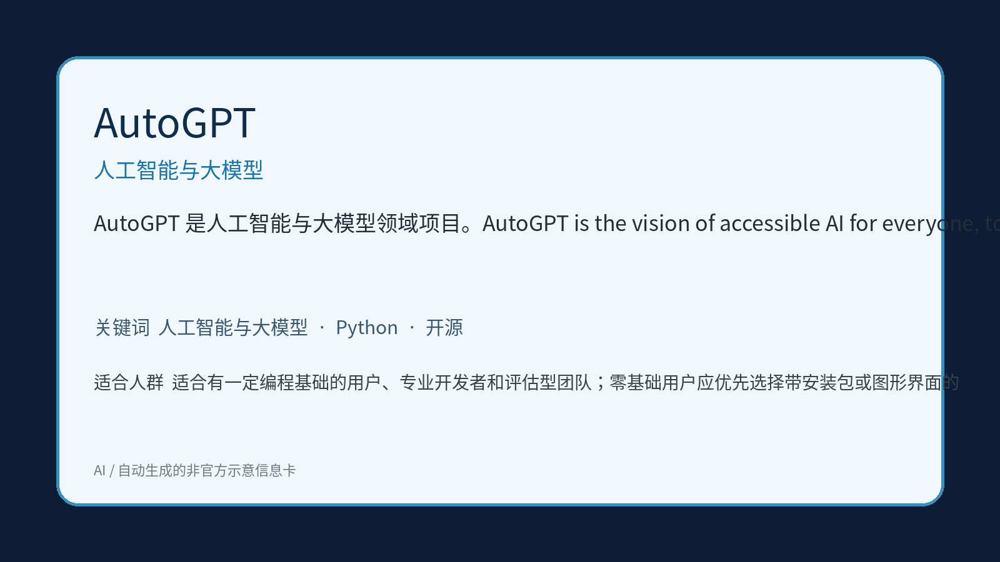 AutoGPT
人工智能与大模型
AutoGPT 是人工智能与大模型领域项目。AutoGPT is the vision of accessible AI for everyone, to
关键词 人工智能与大模型 · Python · 开源
适合人群 适合有一定编程基础的用户、专业开发者和评估型团队；零基础用户应优先选择带安装包或图形界面的
AI / 自动生成的非官方示意信息卡